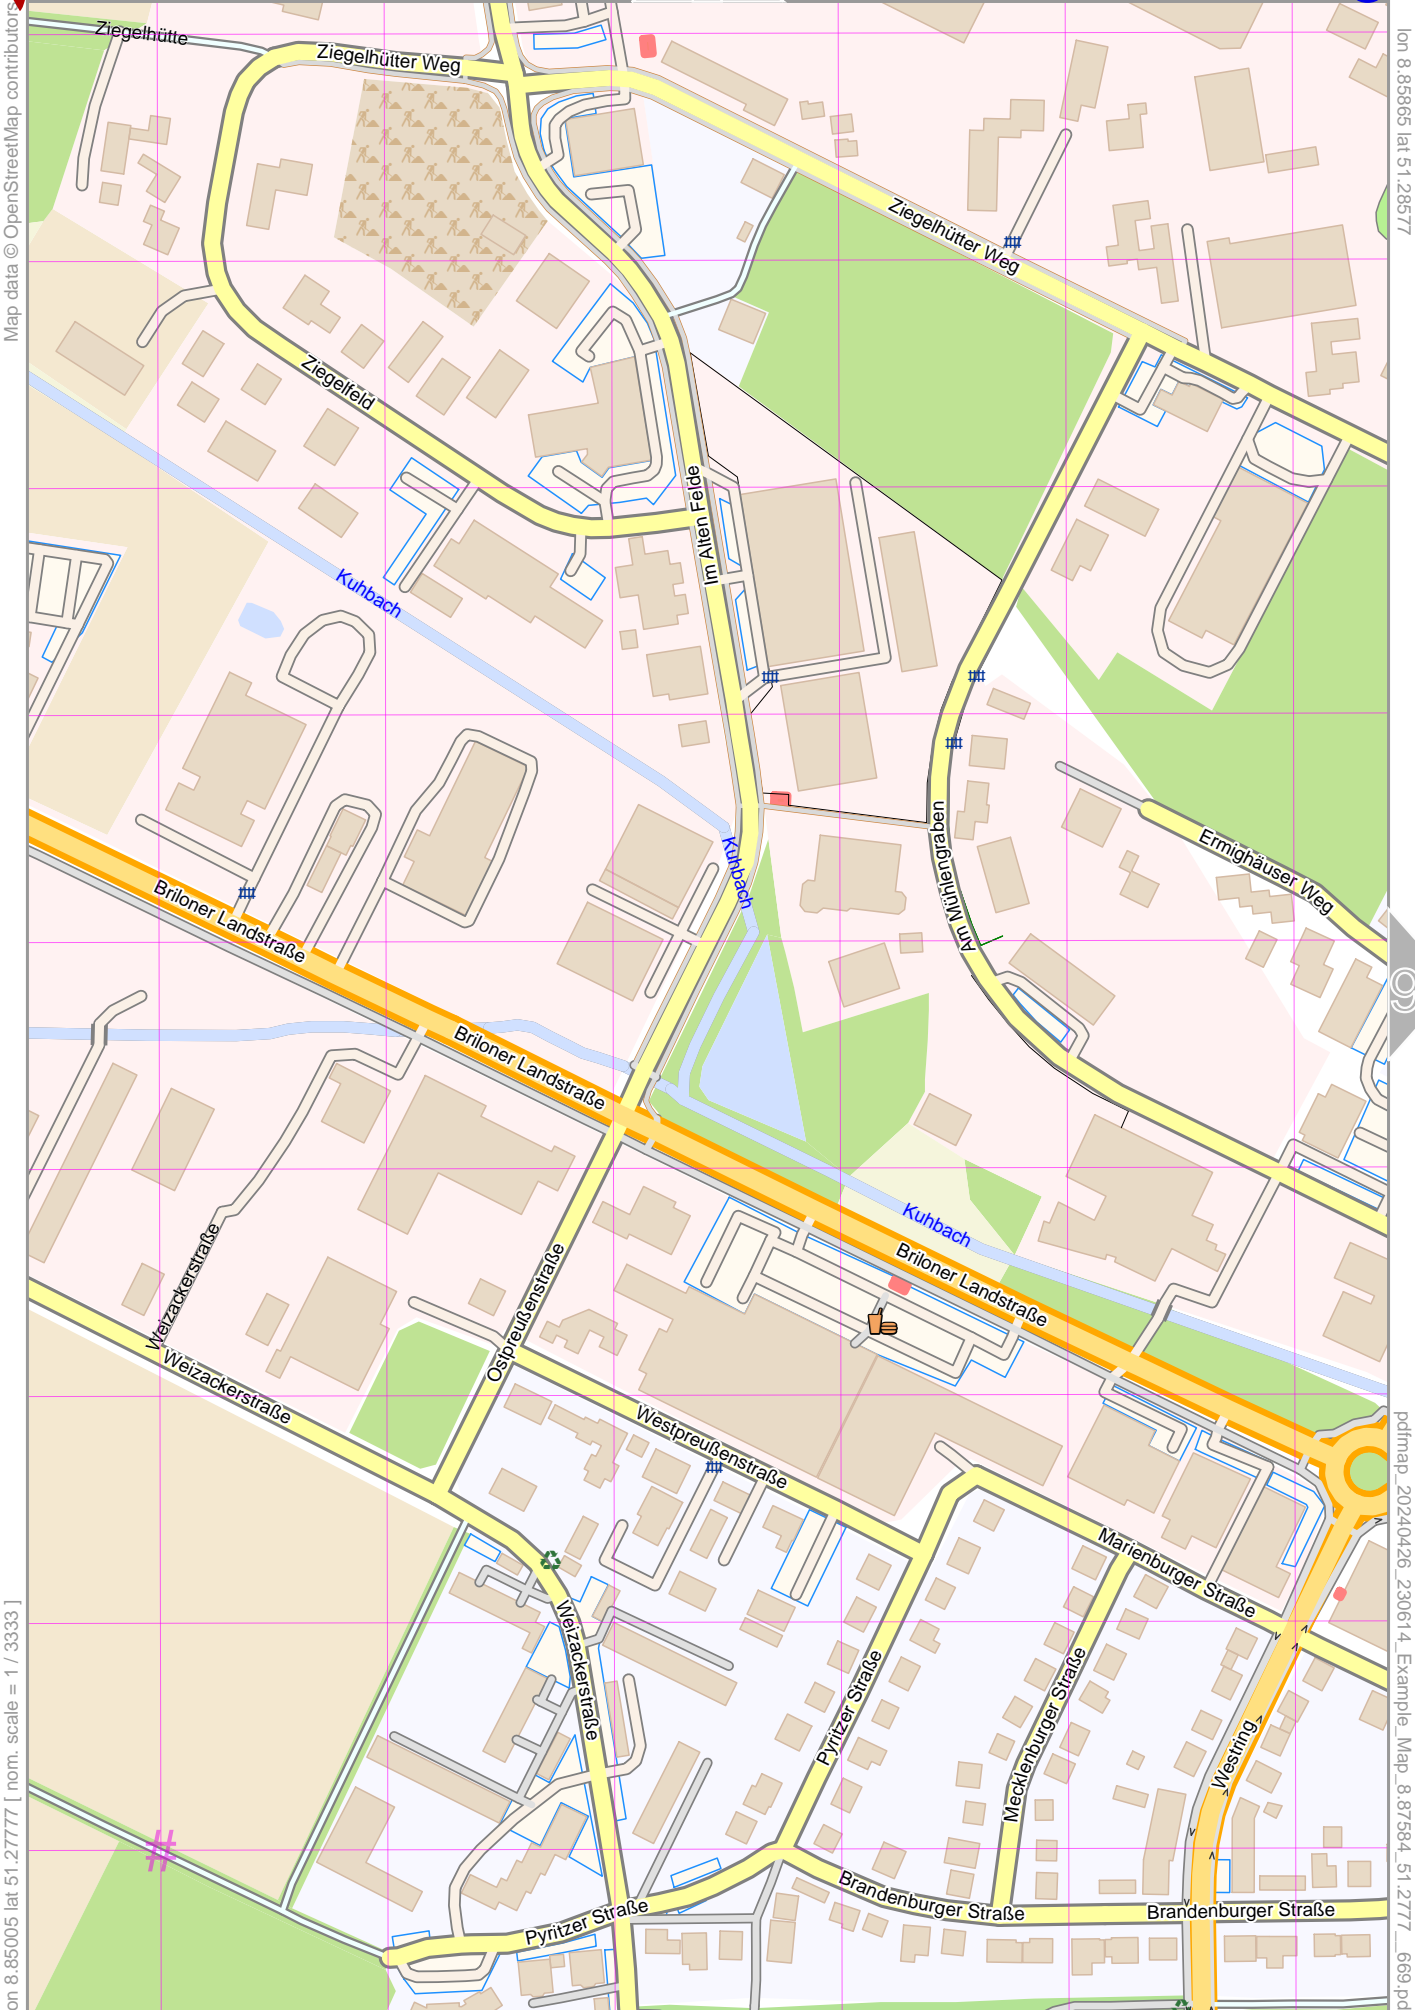 Map data © OpenStreetMap contributors
lon 8.85865 lat 51.28577
Ziegelhütte
Ziegelhütter Weg
Ziegelhütter Weg
Ziegelfeld
Im Alten Felde
Kuhbach
Kuhbach
Am Mühlengraben
Ermighäuser Weg
Briloner Landstraße
9
Briloner Landstraße
Kuhbach
Briloner Landstraße
Weizackerstraße
Ostpreußenstraße
Weizackerstraße
Westpreußenstraße
Marienburger Straße
Weizackerstraße
Pyritzer Straße
Mecklenburger Straße
Westring
#
Brandenburger Straße
Brandenburger Straße
Pyritzer Straße
on 8.85005 lat 51.27777 [ nom. scale = 1 / 3333 ]
pdfmap_20240426_230614_Example_Map_8.87584_51.2777__669.pd